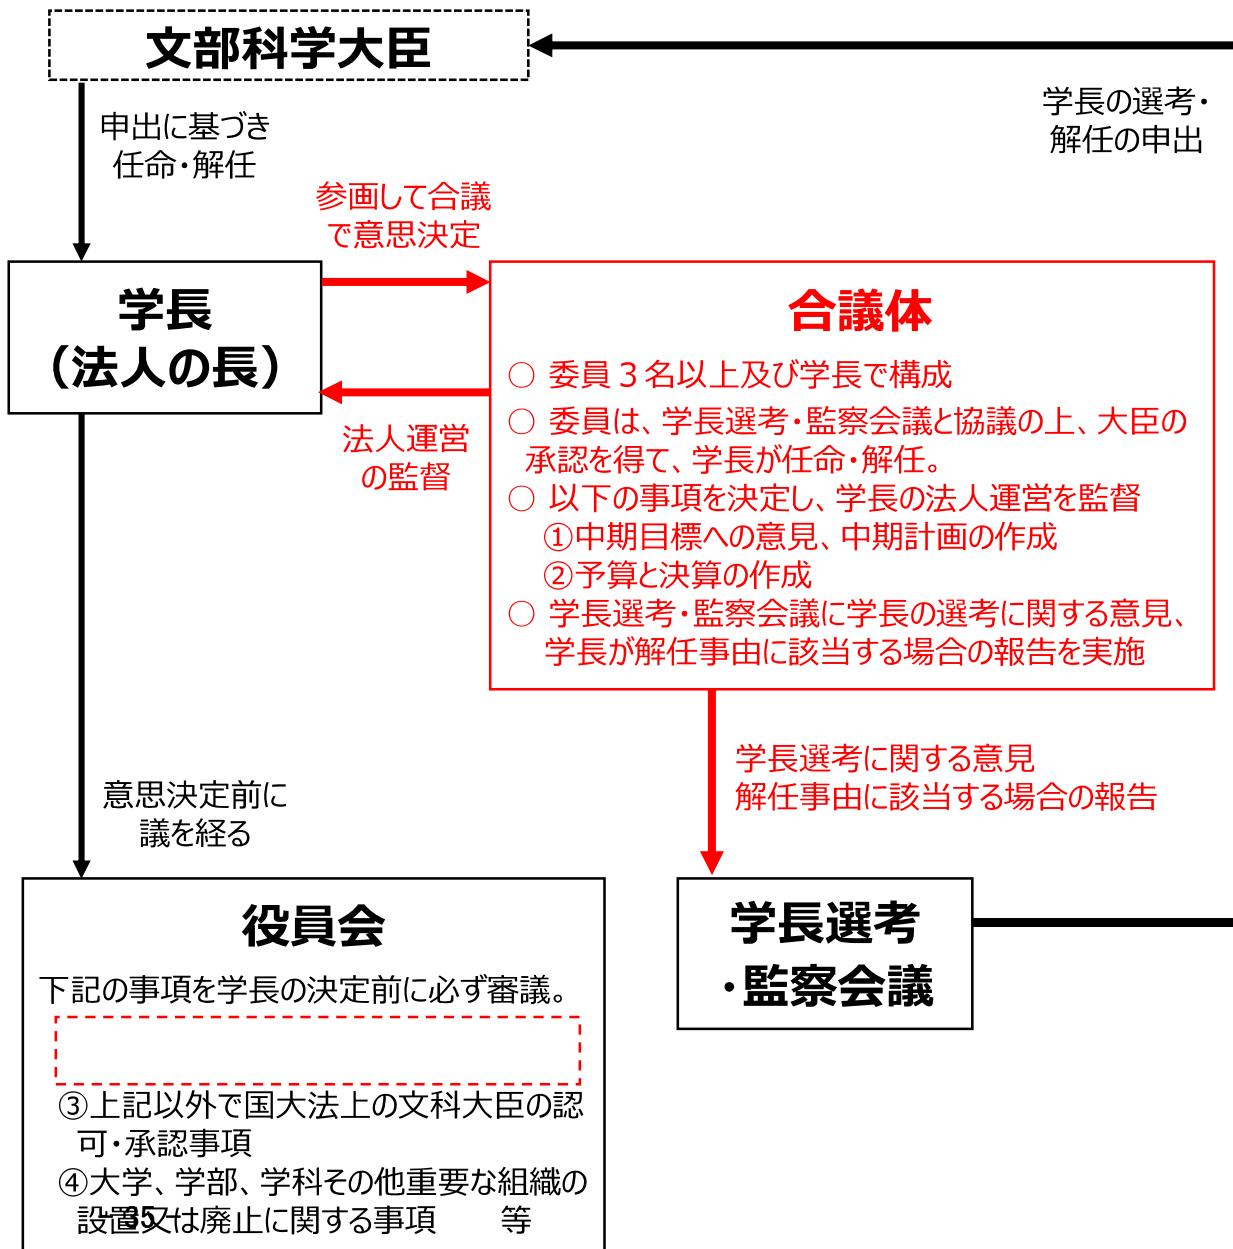 文部科学大臣
学長の選考・
解任の申出
申出に基づき
任命・解任
参画して合議
で意思決定
学長
（法人の長）
合議体
○ 委員３名以上及び学長で構成
○ 委員は、学長選考・監察会議と協議の上、大臣の
承認を得て、学長が任命・解任。
○ 以下の事項を決定し、学長の法人運営を監督
①中期目標への意見、中期計画の作成
②予算と決算の作成
○ 学長選考・監察会議に学長の選考に関する意見、
学長が解任事由に該当する場合の報告を実施
法人運営
の監督
学長選考に関する意見
解任事由に該当する場合の報告
意思決定前に
議を経る
役員会
下記の事項を学長の決定前に必ず審議。
③上記以外で国大法上の文科大臣の認
可・承認事項
④大学、学部、学科その他重要な組織の
設置又は廃止に関する事項　　等
35
学長選考
・監察会議